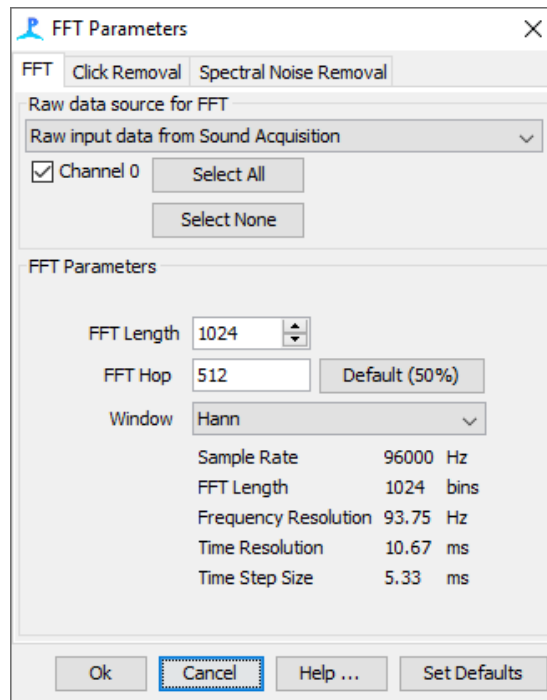 FFT Parameters
FFT Click Removal Spectral Noise Removal
Raw data source for FFT
Raw input data from Sound Acquisition
Channel 0 Select All
Select None
FFT Parameters
FFT Length 1024
FFT Hop 512 Default (50%)
Window Hann
Sample Rate 96000 Hz
FFT Length 1024 bins
Frequency Resolution 93.75 Hz
Time Resolution 10.67 ms
Time Step Size 5.33 ms
Ok Cancel Help ... Set Defaults